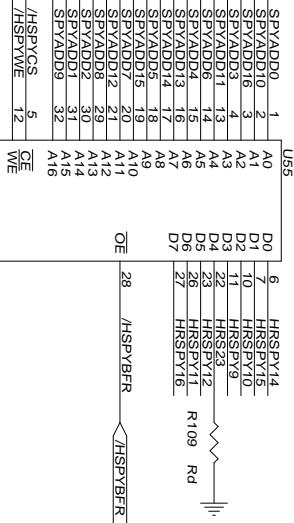 U55
SPYADD0 1 A0 D0 6 HRSPY14
SPYADD10 2 A1 D1 7 HRSPY15
SPYADD16 3 A2 D2 10 HRSPY10
SPYADD3 4 A3 D3 11 HRSPY9
SPYADD11 13 A4 D4 22 HRS23
SPYADD6 14 A5 D5 23 HRSPY12
SPYADD4 15 A6 D6 26 HRSPY11
SPYADD13 16 A7 D7 27 HRSPY16
SPYADD14 17 A8
SPYADD5 18 A9
SPYADD15 19 A10
SPYADD7 20 A11 OE 28 /HSPYBFR /HSPYBFR
SPYADD12 21 A12
SPYADD8 29 A13
SPYADD2 30 A14
SPYADD1 31 A15
SPYADD9 32 A16
/HSPYCS 5 CE
/HSPYWE 12 WE
R109 Rd